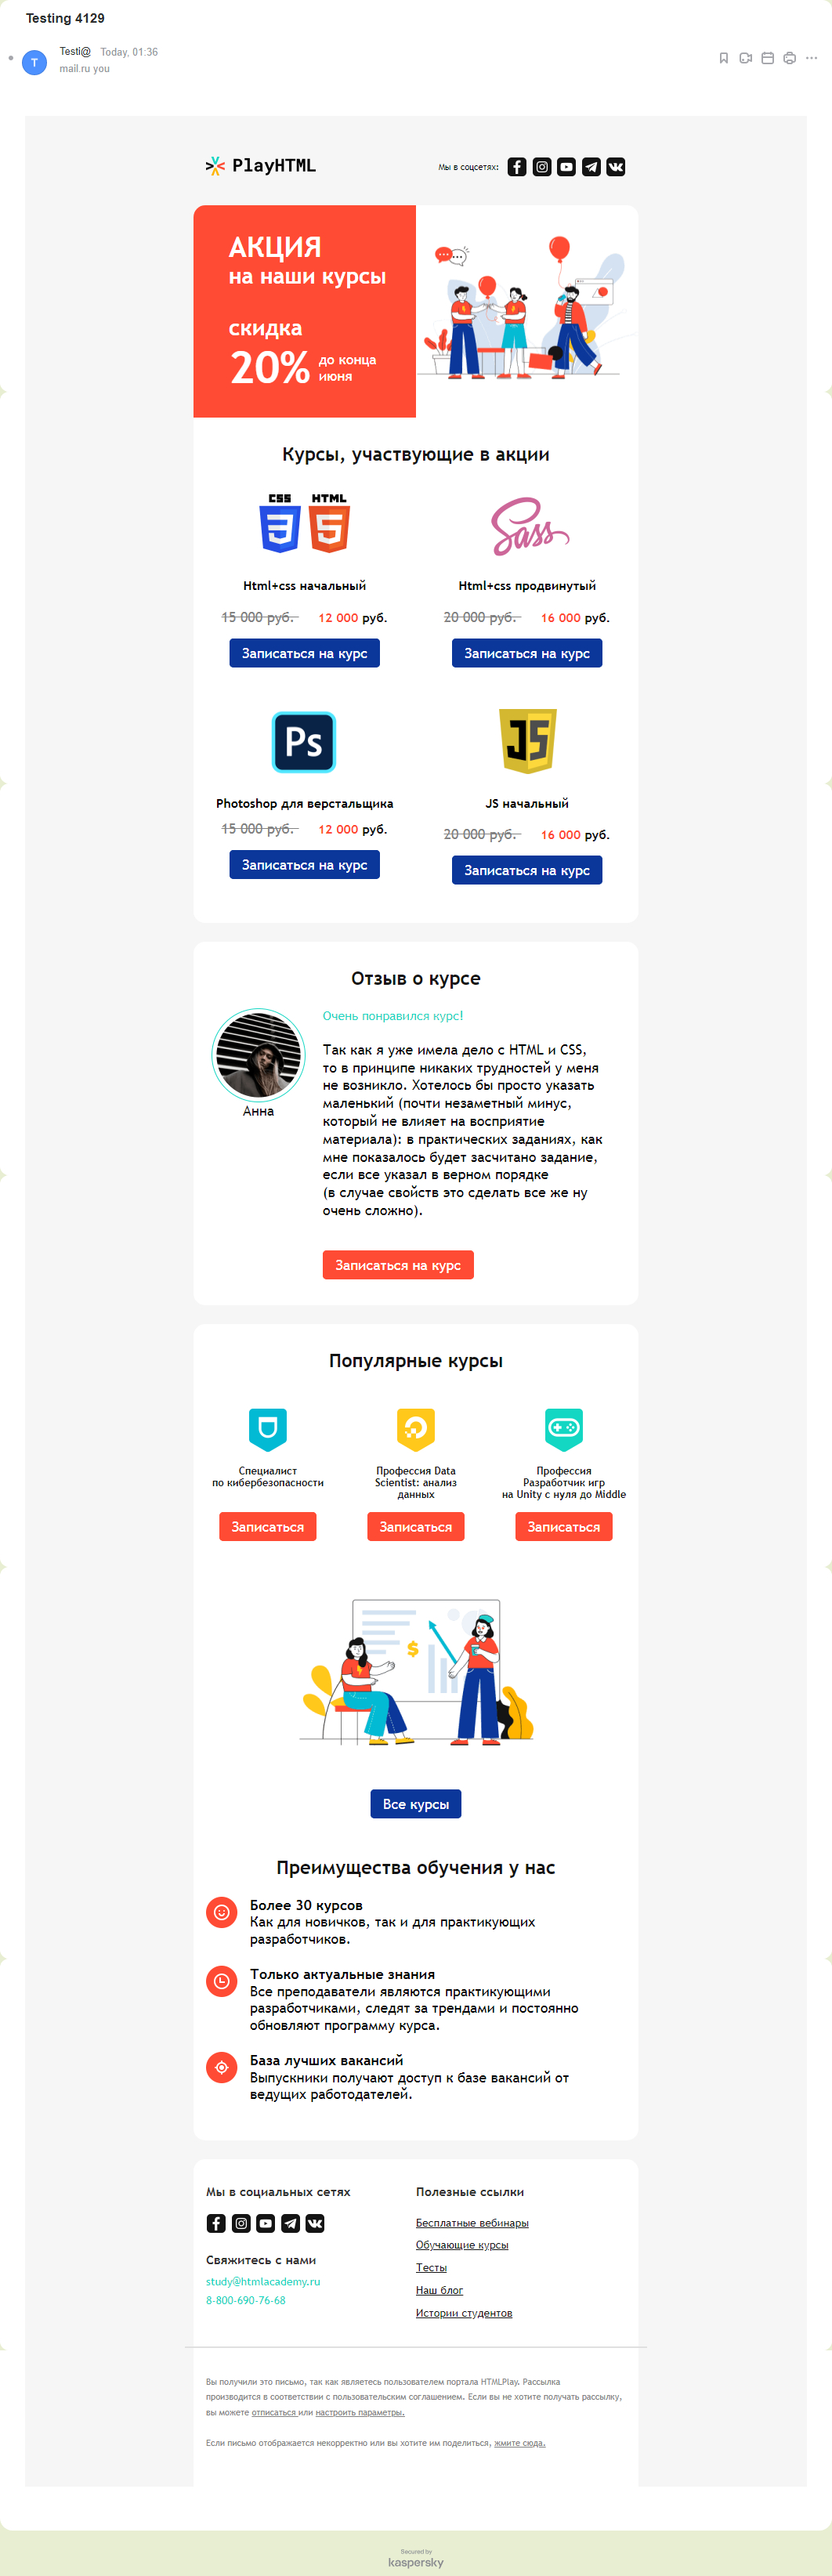 Testing 4129
Testi@ Today, 01:36
T
mail.ru you
PlayHTML
Мы в соцсетях:
АКЦИЯ
на наши курсы
скидка
20% до конца
июня
Курсы, участвующие в акции
CSS HTML
3 5
Sass
Html+css начальный
Html+css продвинутый
15 000 руб. 12 000 руб.
20 000 руб. 16 000 руб.
Записаться на курс
Записаться на курс
Ps
JS
Photoshop для верстальщика
JS начальный
15 000 руб. 12 000 руб.
20 000 руб. 16 000 руб.
Записаться на курс
Записаться на курс
Отзыв о курсе
Очень понравился курс!
Так как я уже имела дело с HTML и CSS,
то в принципе никаких трудностей у меня
не возникло. Хотелось бы просто указать
маленький (почти незаметный минус,
который не влияет на восприятие
материала): в практических заданиях, как
мне показалось будет засчитано задание,
если все указал в верном порядке
(в случае свойств это сделать все же ну
очень сложно).
Анна
Записаться на курс
Популярные курсы
Специалист
по кибербезопасности
Профессия Data
Scientist: анализ
данных
Профессия
Разработчик игр
на Unity с нуля до Middle
Записаться
Записаться
Записаться
$
Все курсы
Преимущества обучения у нас
Более 30 курсов
Как для новичков, так и для практикующих
разработчиков.
Только актуальные знания
Все преподаватели являются практикующими
разработчиками, следят за трендами и постоянно
обновляют программу курса.
База лучших вакансий
Выпускники получают доступ к базе вакансий от
ведущих работодателей.
Мы в социальных сетях
Свяжитесь с нами
study@htmlacademy.ru
8-800-690-76-68
Полезные ссылки
Бесплатные вебинары
Обучающие курсы
Тесты
Наш блог
Истории студентов
Вы получили это письмо, так как являетесь пользователем портала HTMLPlay. Рассылка
производится в соответствии с пользовательским соглашением. Если вы не хотите получать рассылку,
вы можете отписаться или настроить параметры.
Если письмо отображается некорректно или вы хотите им поделиться, жмите сюда.
Secured by
kaspersky